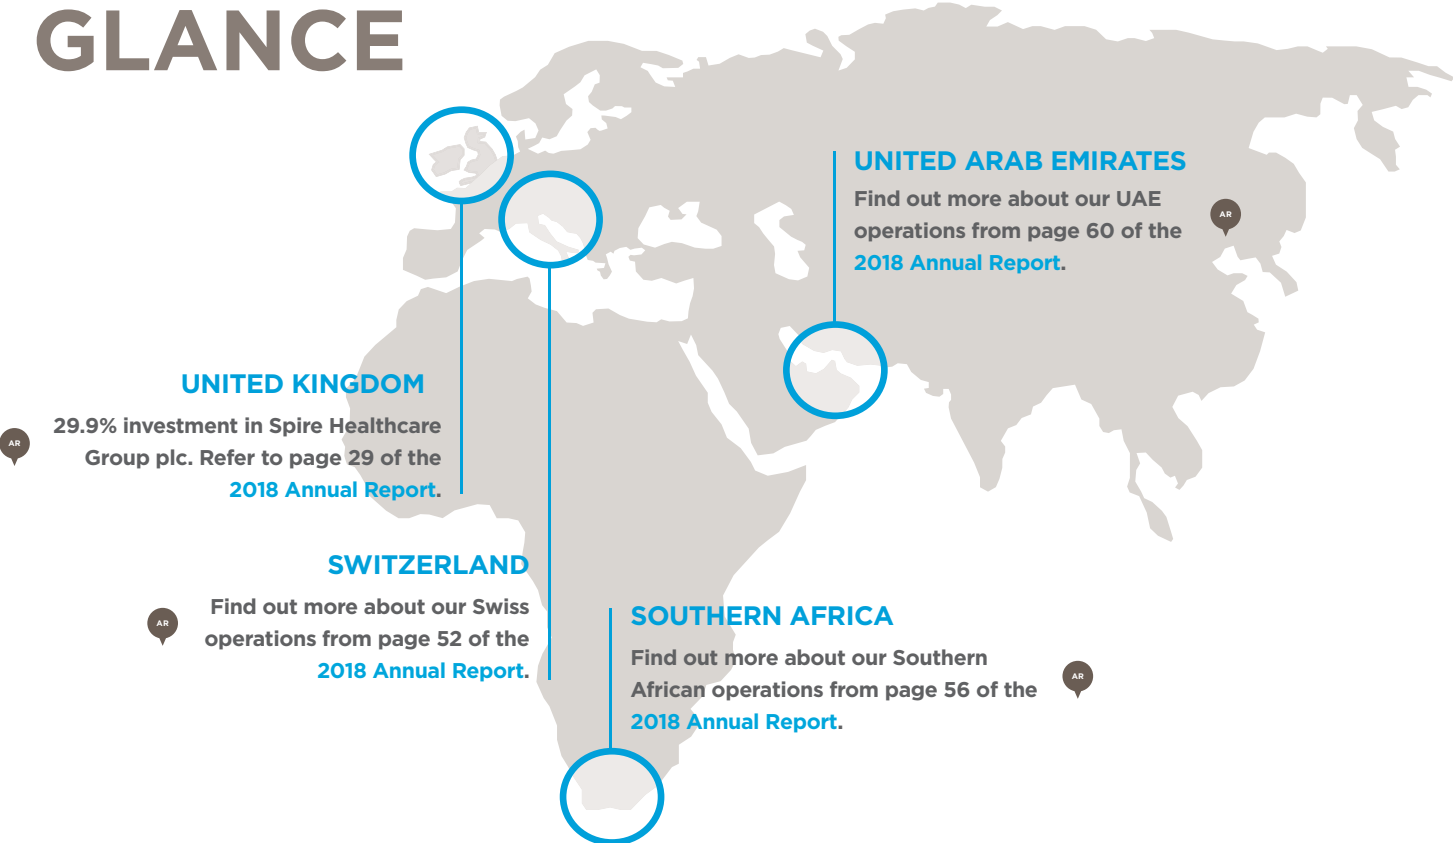 GLANCE
UNITED ARAB EMIRATES
Find out more about our UAE
operations from page 60 of the
2018 Annual Report.
AR
UNITED KINGDOM
29.9% investment in Spire Healthcare
Group plc. Refer to page 29 of the
2018 Annual Report.
AR
SWITZERLAND
Find out more about our Swiss
operations from page 52 of the
2018 Annual Report.
AR
SOUTHERN AFRICA
Find out more about our Southern
African operations from page 56 of the
2018 Annual Report.
AR